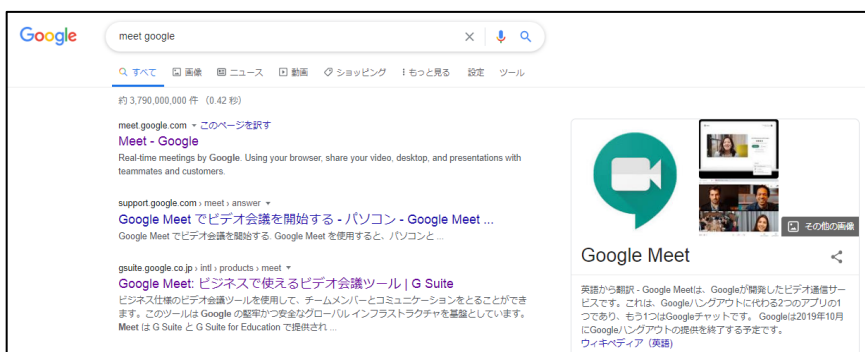 Google
meet google
すべて 画像 ニュース 動画 ショッピング もっと見る 設定 ツール
約 3,790,000,000 件 （0.42 秒）
meet.google.com ▼ このページを訳す
Meet - Google
Real-time meetings by Google. Using your browser, share your video, desktop, and presentations with
teammates and customers.
support.google.com › meet › answer ▼
Google Meet でビデオ会議を開始する - パソコン - Google Meet ...
Google Meet でビデオ会議を開始する. Google Meet を使用すると、パソコンと ...
gsuite.google.co.jp › intl › products › meet ▼
Google Meet: ビジネスで使えるビデオ会議ツール | G Suite
ビジネス仕様のビデオ会議ツールを使用して、チームメンバーとコミュニケーションをとることができ
ます。このツールは Google の堅牢かつ安全なグローバル インフラストラクチャを基盤としています。
Meet は G Suite と G Suite for Education で提供され ...
その他の画像
Google Meet
英語から翻訳 - Google Meetは、Googleが開発したビデオ通信サー
ビスです。これは、Googleハングアウトに代わる2つのアプリの1
つであり、もう1つはGoogleチャットです。 Googleは2019年10月
にGoogleハングアウトの提供を終了する予定です。
ウィキペディア（英語）